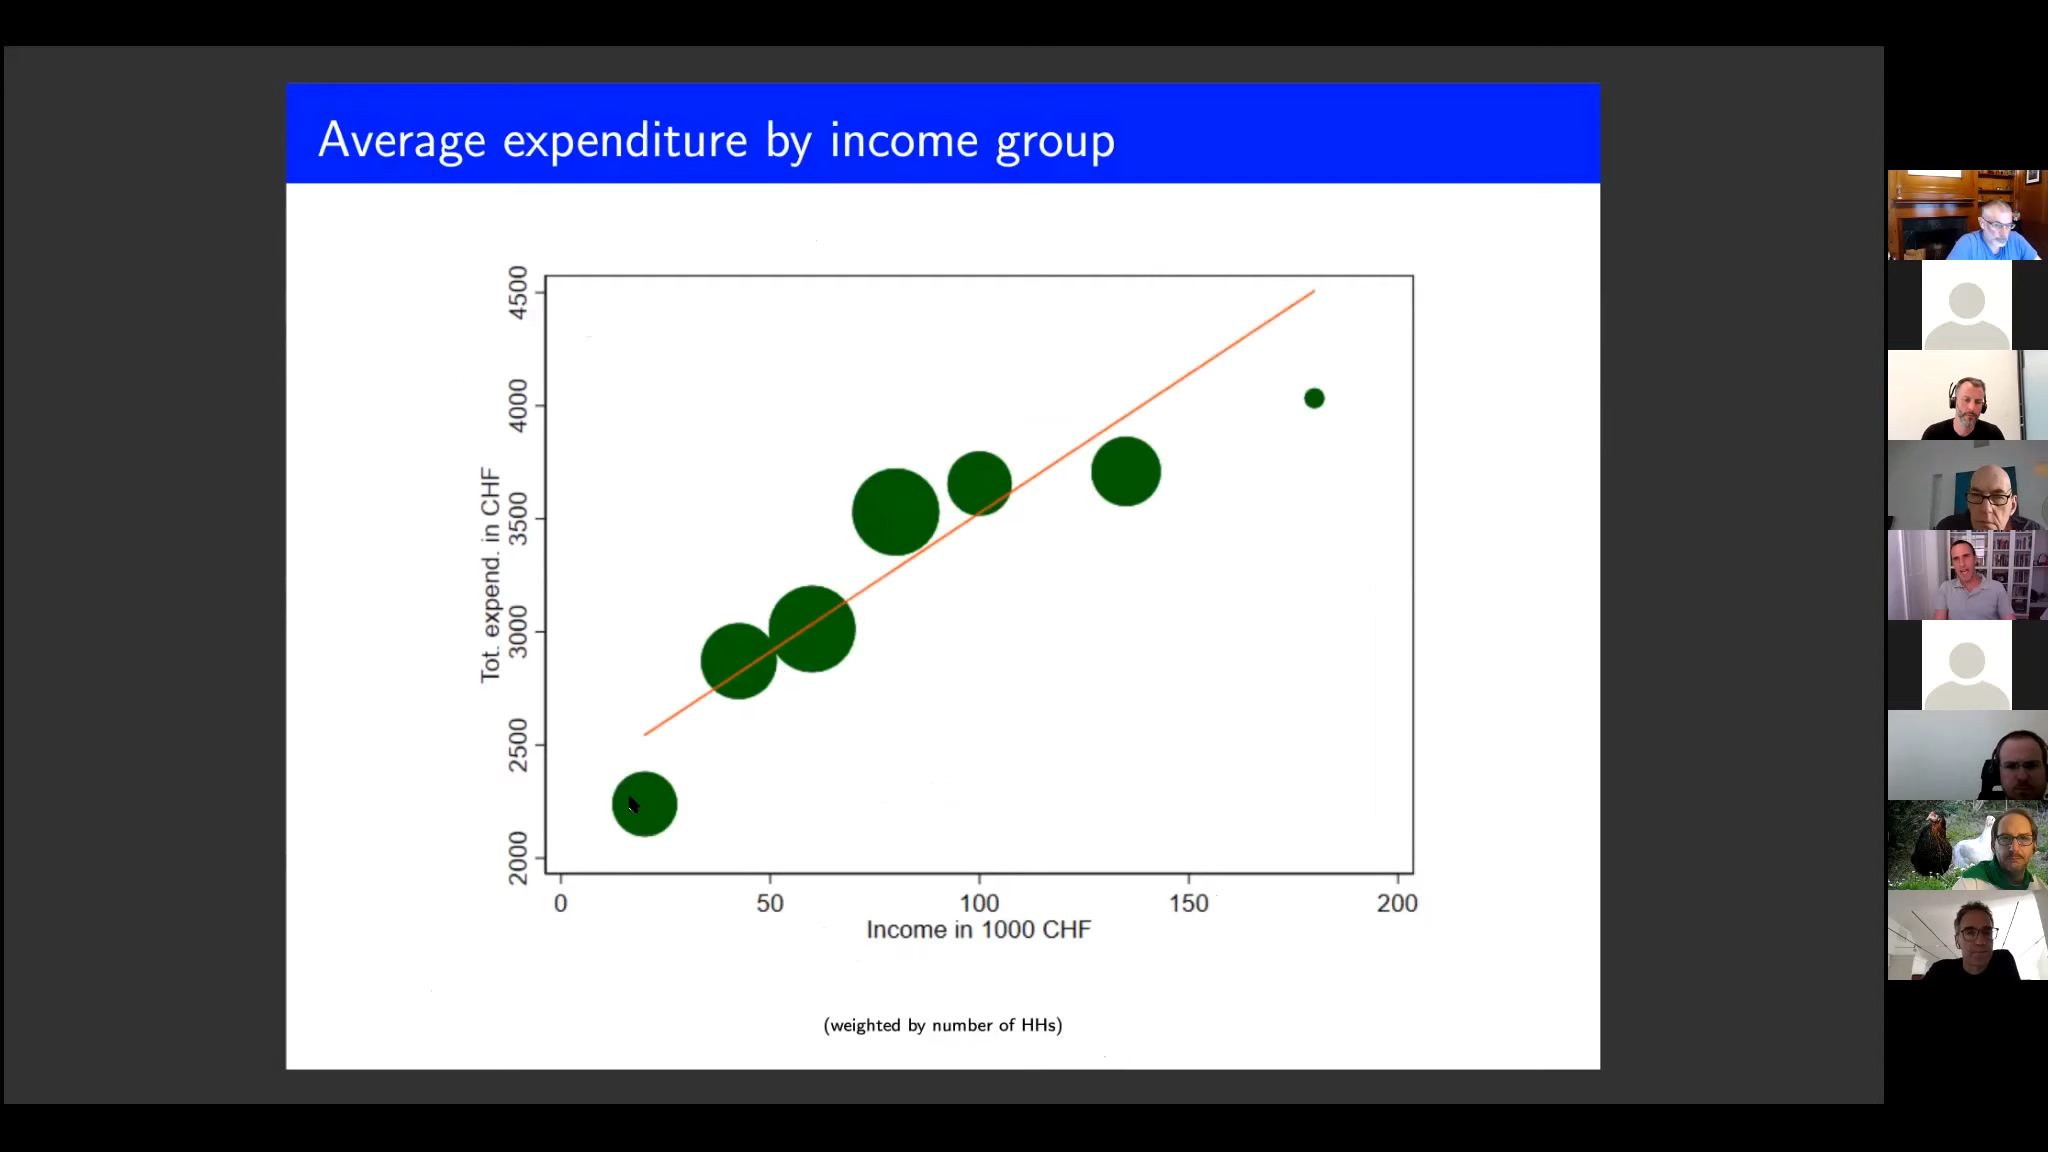 Average expenditure by income group
Tot. expend. in CHF
4500
4000
3500
3000
2500
2000
0 50 100 150 200
Income in 1000 CHF
(weighted by number of HHs)